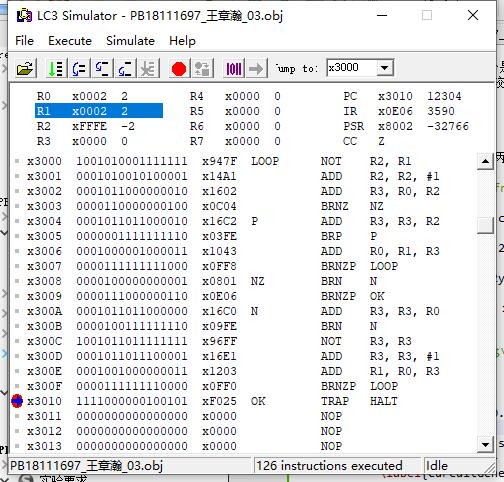 LC3 Simulator - PB18111697_王章瀚_03.obj
File Execute Simulate Help
Jump to: x3000
R0 x0002 2 R4 x0000 0 PC x3010 12304
R1 x0002 2 R5 x0000 0 IR x0E06 3590
R2 xFFFE -2 R6 x0000 0 PSR x8002 -32766
R3 x0000 0 R7 x0000 0 CC Z
x3000 1001010001111111 x947F LOOP NOT R2, R1
x3001 0001010010100001 x14A1 ADD R2, R2, #1
x3002 0001011000000010 x1602 ADD R3, R0, R2
x3003 0000110000000100 x0C04 BRNZ NZ
x3004 0001011011000010 x16C2 P ADD R3, R3, R2
x3005 0000001111111110 x03FE BRP P
x3006 0001000001000011 x1043 ADD R0, R1, R3
x3007 0000111111111000 x0FF8 BRNZP LOOP
x3008 0000100000000001 x0801 NZ BRN N
x3009 0000111000000110 x0E06 BRNZP OK
x300A 0001011011000000 x16C0 N ADD R3, R3, R0
x300B 0000100111111110 x09FE BRN N
x300C 1001011011111111 x96FF NOT R3, R3
x300D 0001011011100001 x16E1 ADD R3, R3, #1
x300E 0001001000000011 x1203 ADD R1, R0, R3
x300F 0000111111110000 x0FF0 BRNZP LOOP
x3010 1111000000100101 xF025 OK TRAP HALT
x3011 0000000000000000 x0000 NOP
x3012 0000000000000000 x0000 NOP
x3013 0000000000000000 x0000 NOP
PB18111697_王章瀚_03.obj 126 instructions executed Idle